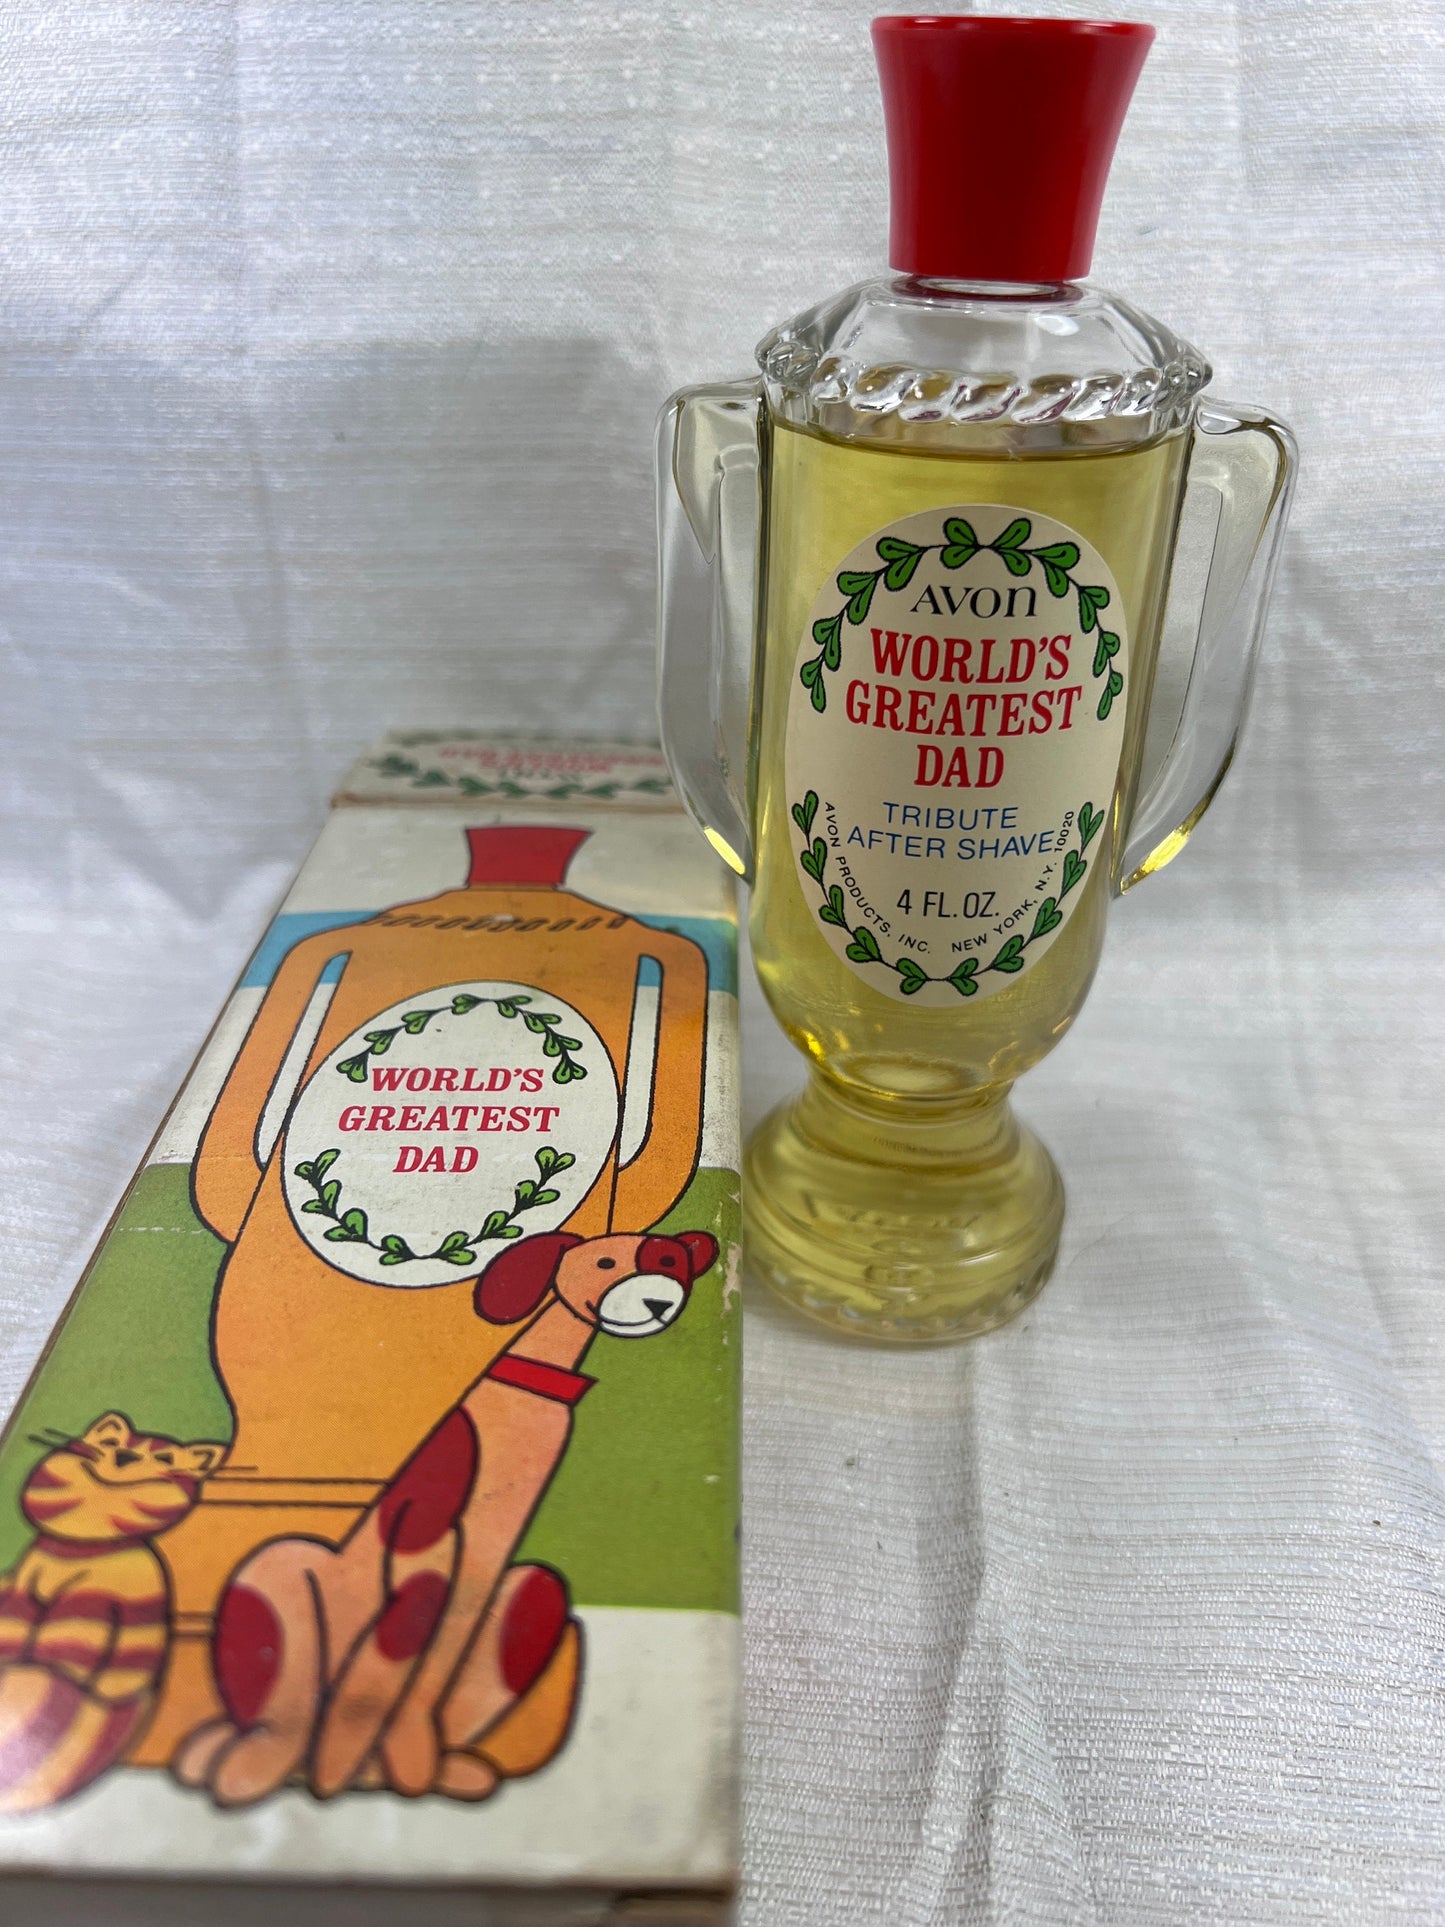 AVON
WORLD'S
GREATEST
DAD
TRIBUTE
AFTER SHAVE
4 FL. OZ.
AVON PRODUCTS, INC. NEW YORK, N.Y. 10020
WORLD'S
GREATEST
DAD